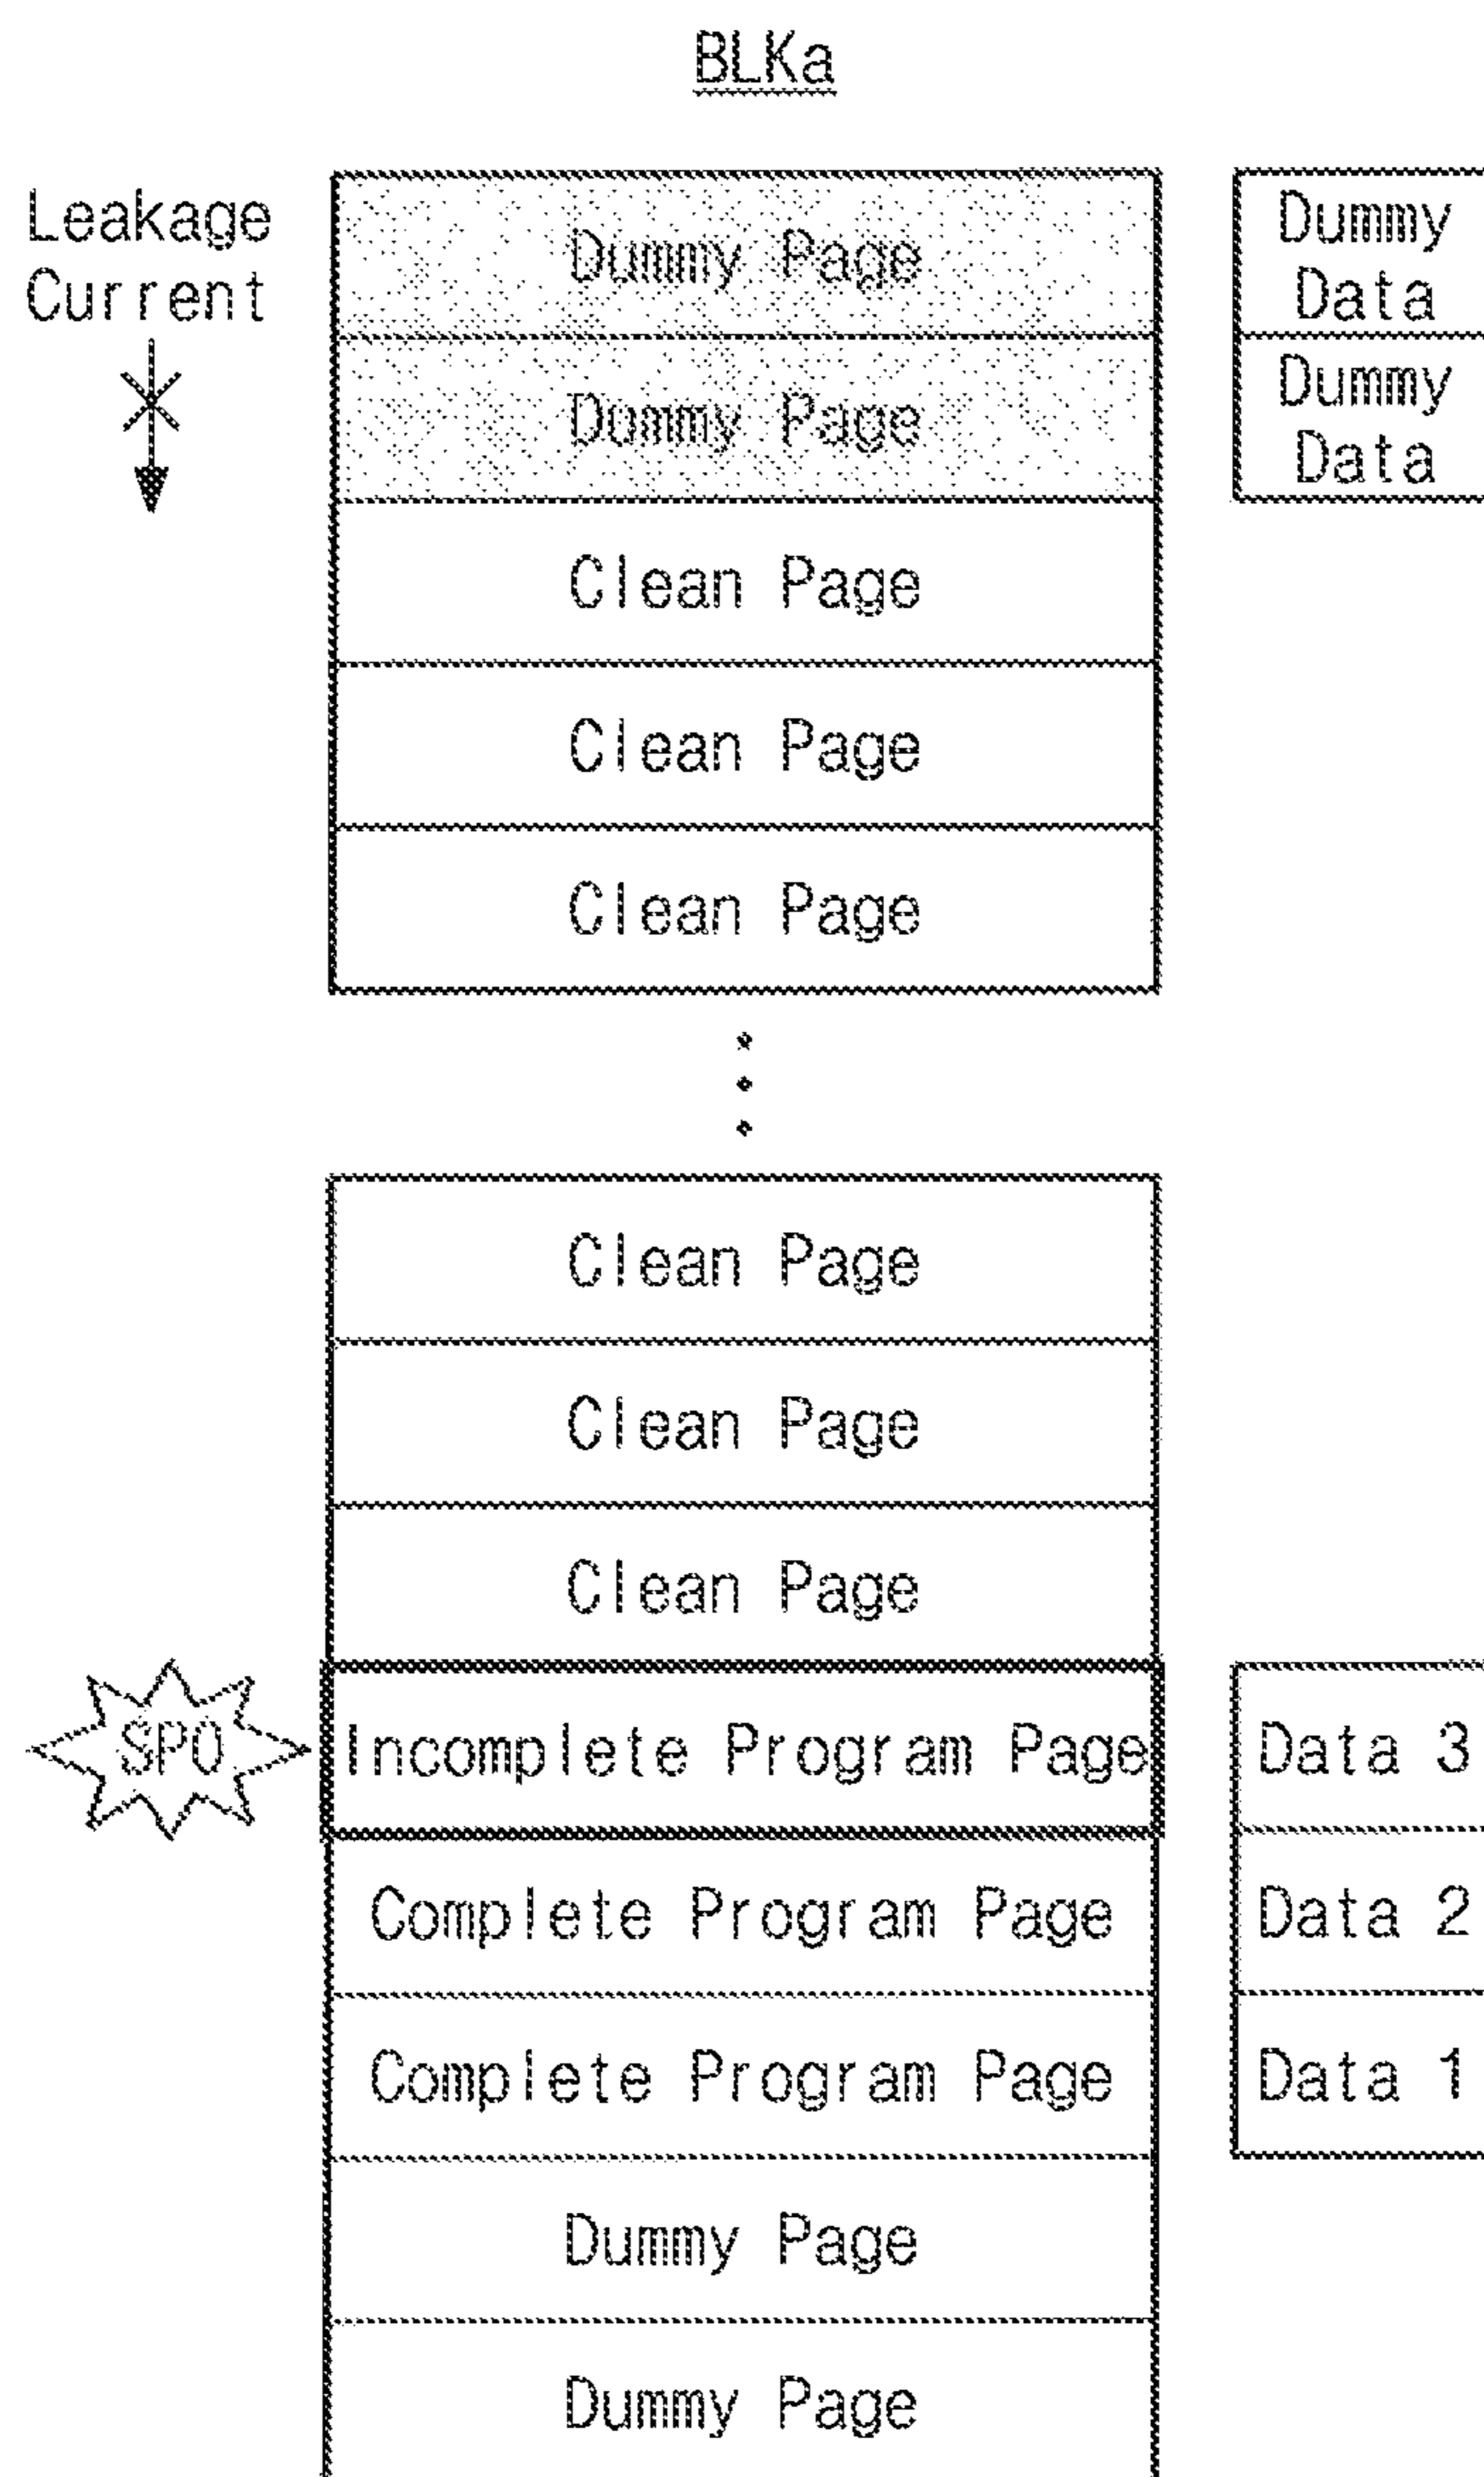 BLKa
Leakage
Current
Dummy Page
Dummy
Data
Dummy Page
Dummy
Data
Clean Page
Clean Page
Clean Page
Clean Page
Clean Page
Clean Page
SPO
Incomplete Program Page
Data 3
Complete Program Page
Data 2
Complete Program Page
Data 1
Dummy Page
Dummy Page